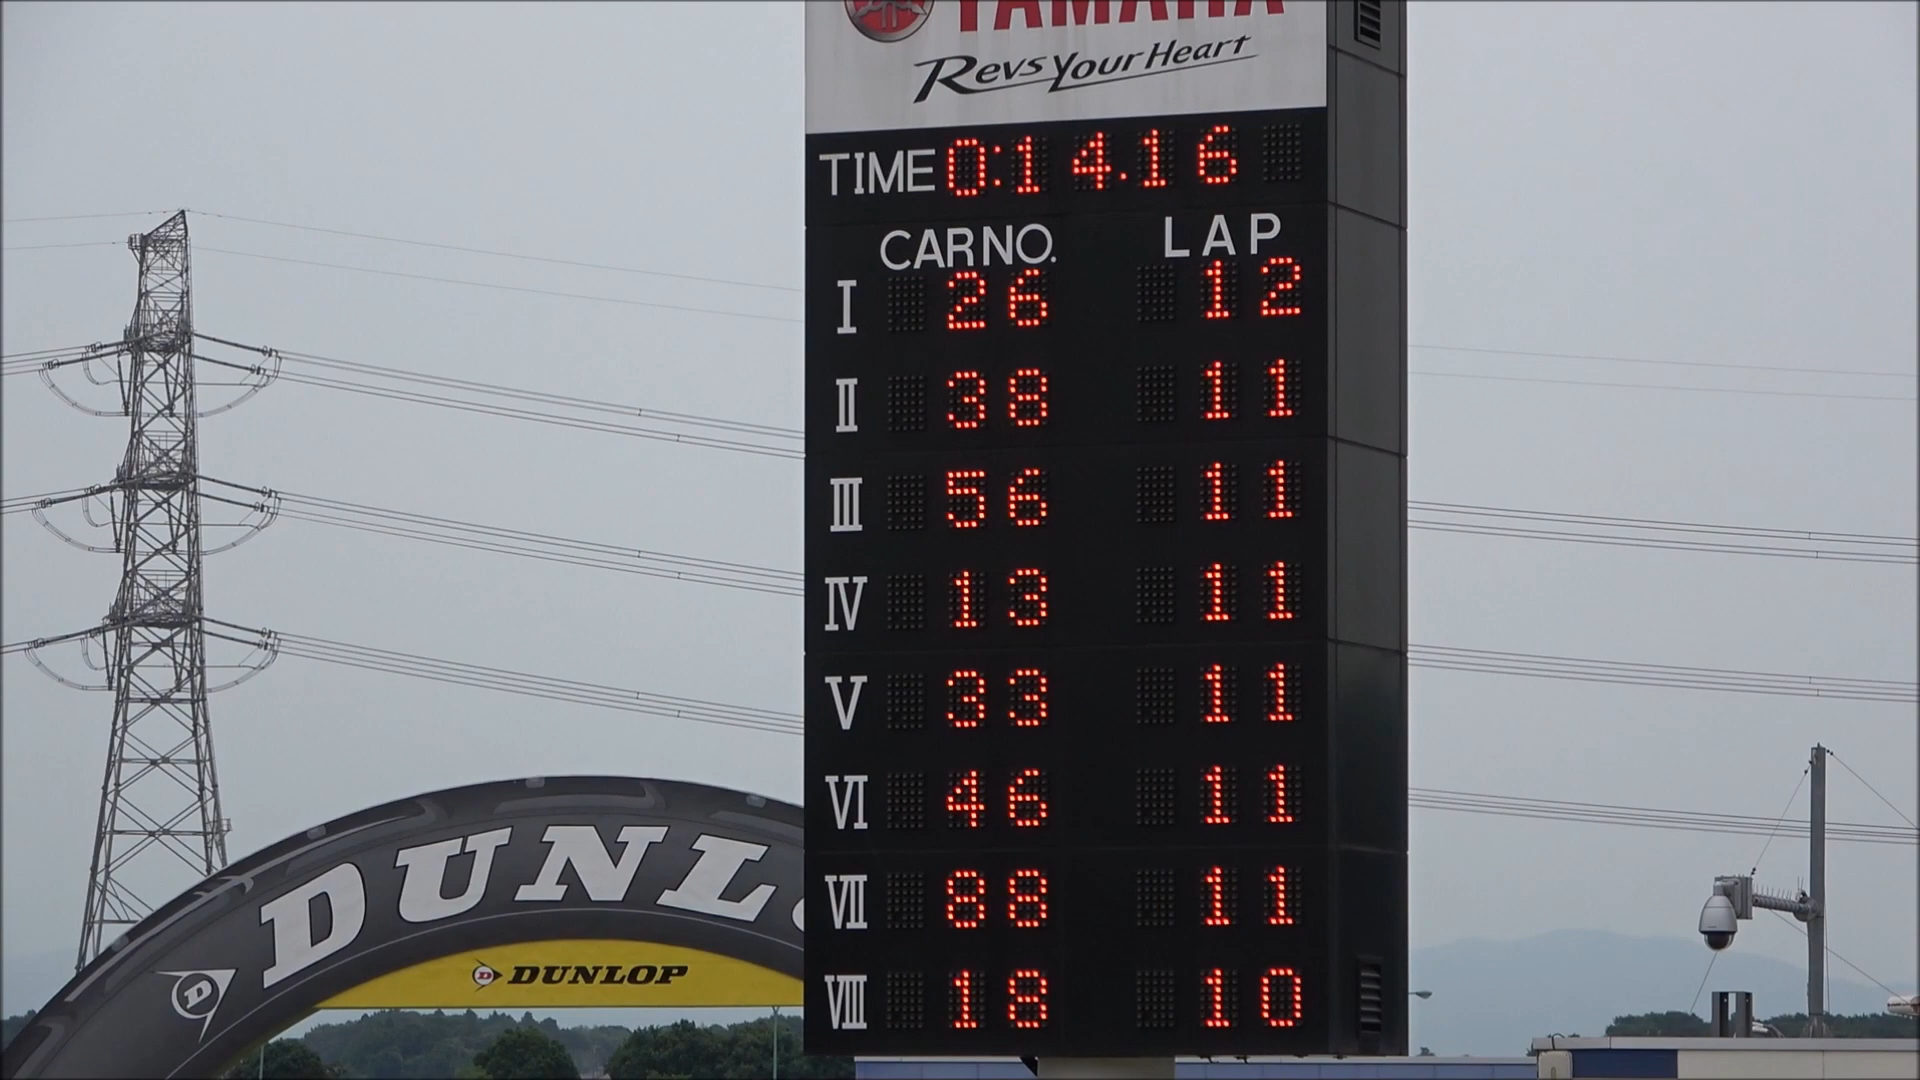 YAMAHA
Revs Your Heart
TIME 0:14.16
CAR NO. LAP
I 26 12
II 38 11
III 56 11
IV 13 11
V 33 11
VI 46 11
VII 88 11
VIII 18 10
DUNLO
D
D DUNLOP